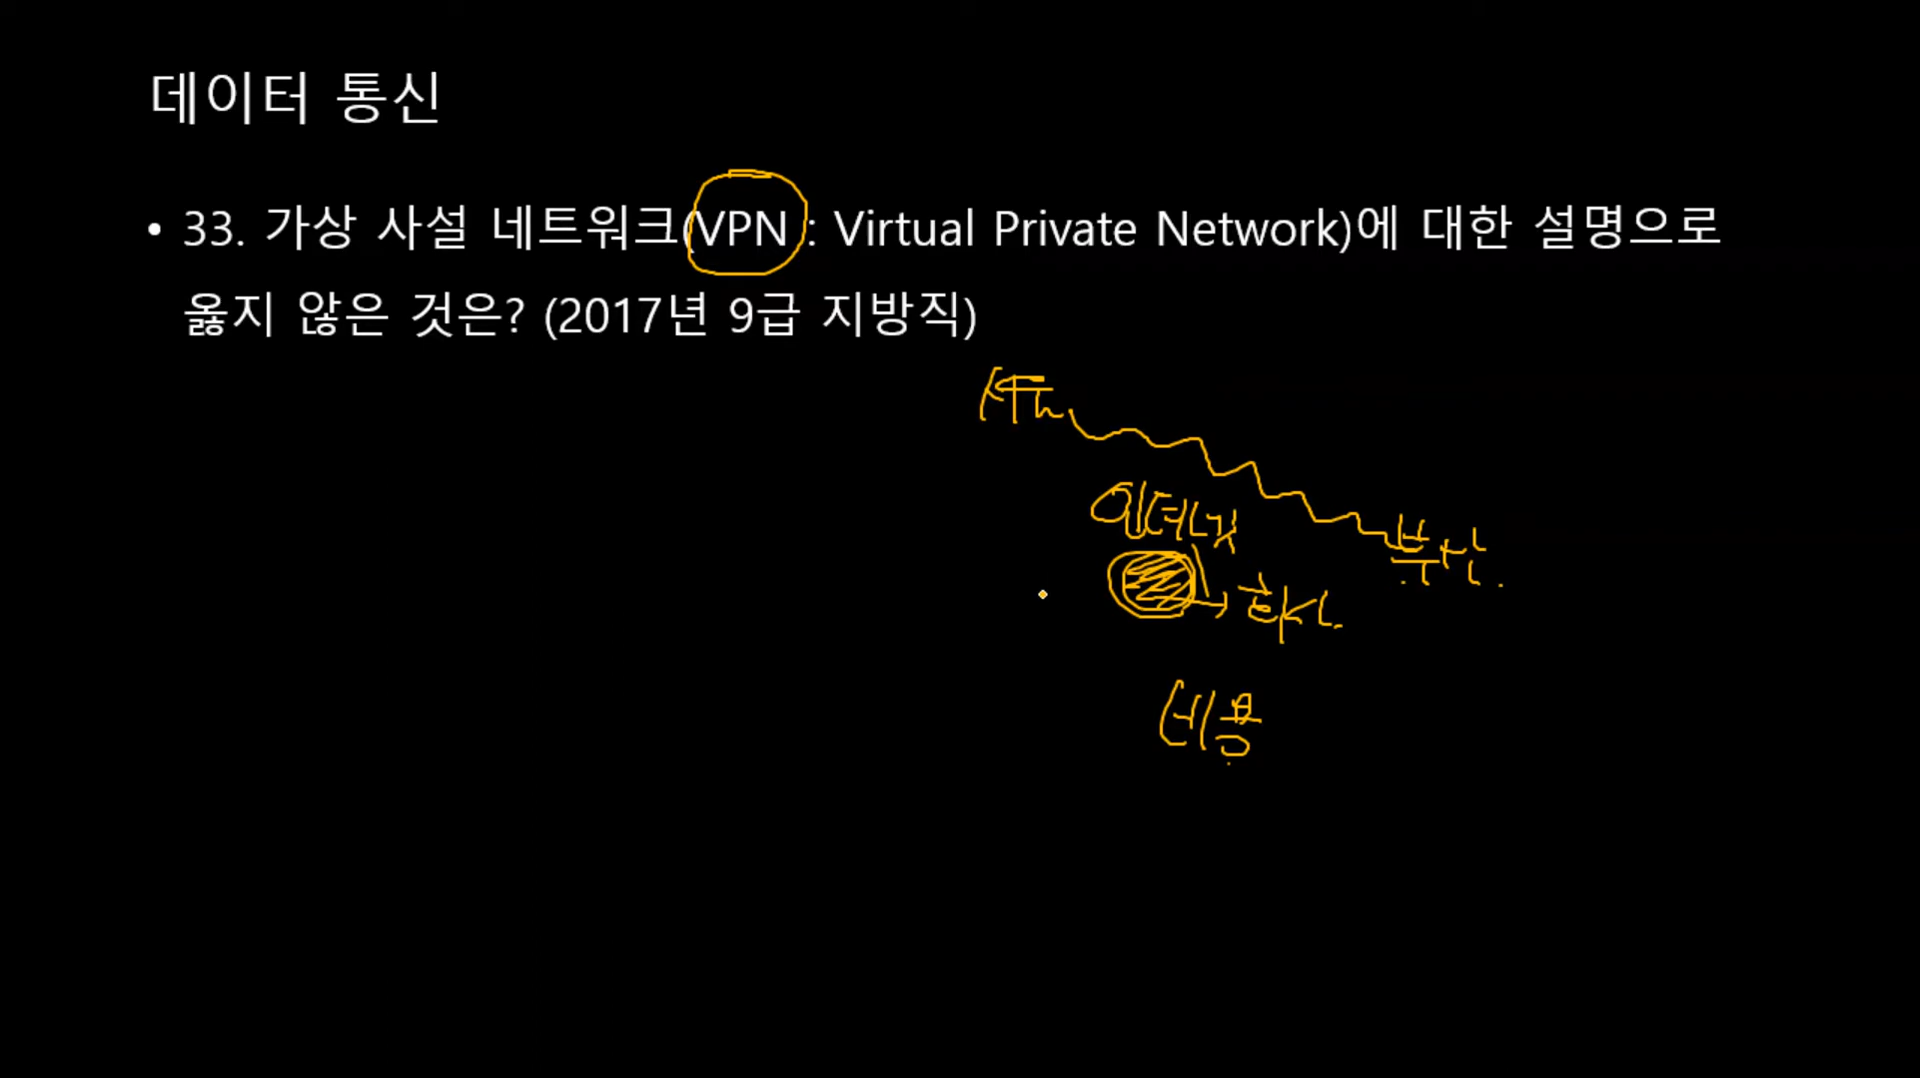 데이터 통신
• 33. 가상 사설 네트워크(VPN : Virtual Private Network)에 대한 설명으로
옳지 않은 것은? (2017년 9급 지방직)
인터넷
부산
비용